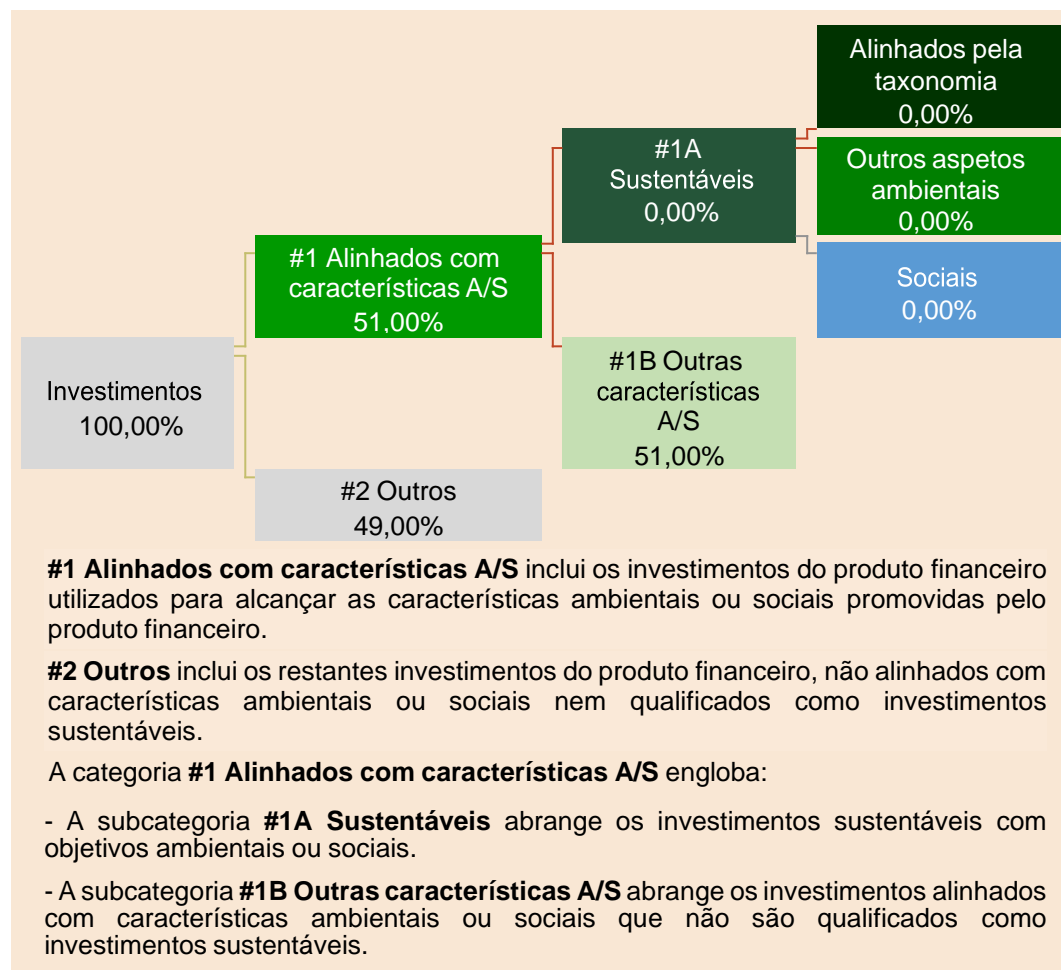 Alinhados pela
taxonomia
0,00%
#1A
Sustentáveis
0,00%
Outros aspetos
ambientais
0,00%
#1 Alinhados com
características A/S
51,00%
Sociais
0,00%
Investimentos
100,00%
#1B Outras
características
A/S
51,00%
#2 Outros
49,00%
#1 Alinhados com características A/S inclui os investimentos do produto financeiro
utilizados para alcançar as características ambientais ou sociais promovidas pelo
produto financeiro.
#2 Outros inclui os restantes investimentos do produto financeiro, não alinhados com
características ambientais ou sociais nem qualificados como investimentos
sustentáveis.
A categoria #1 Alinhados com características A/S engloba:
- A subcategoria #1A Sustentáveis abrange os investimentos sustentáveis com
objetivos ambientais ou sociais.
- A subcategoria #1B Outras características A/S abrange os investimentos alinhados
com características ambientais ou sociais que não são qualificados como
investimentos sustentáveis.